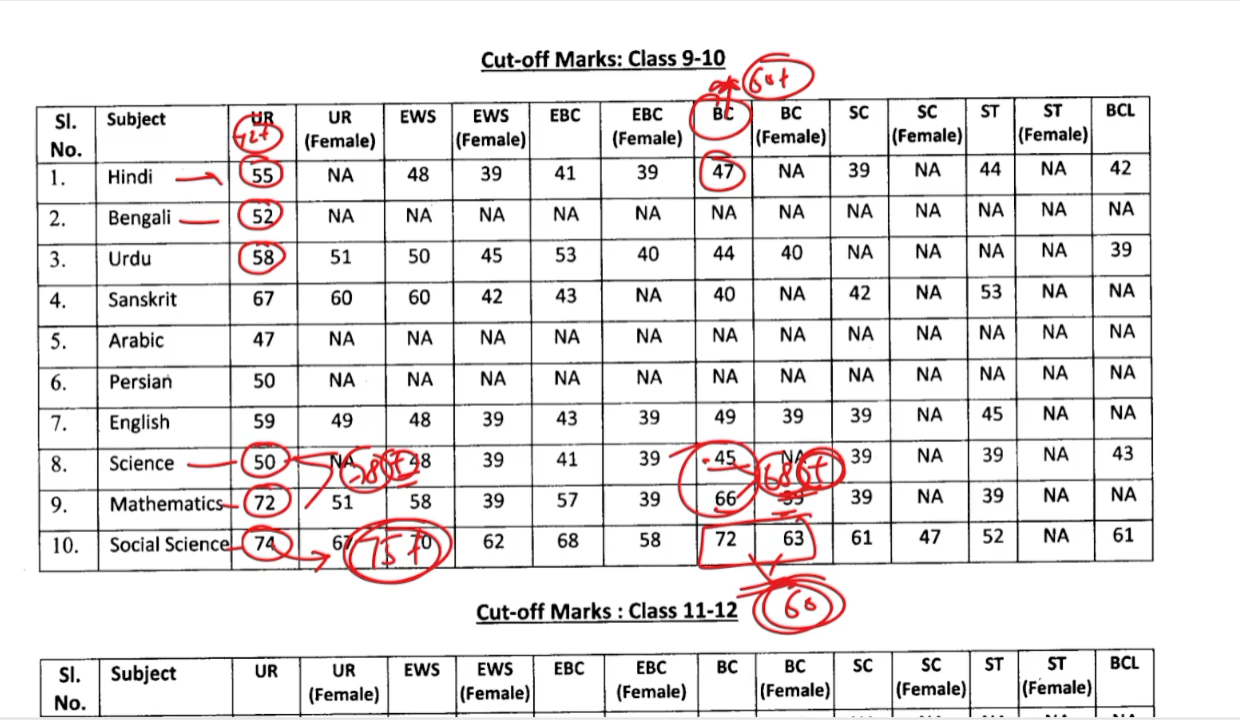 Cut-off Marks: Class 9-10
60+
Sl. No. Subject UR UR (Female) EWS EWS (Female) EBC EBC (Female) BC BC (Female) SC SC (Female) ST ST (Female) BCL
72+
1. Hindi 55 NA 48 39 41 39 47 NA 39 NA 44 NA 42
2. Bengali 52 NA NA NA NA NA NA NA NA NA NA NA NA
3. Urdu 58 51 50 45 53 40 44 40 NA NA NA NA 39
4. Sanskrit 67 60 60 42 43 NA 40 NA 42 NA 53 NA NA
5. Arabic 47 NA NA NA NA NA NA NA NA NA NA NA NA
6. Persian 50 NA NA NA NA NA NA NA NA NA NA NA NA
7. English 59 49 48 39 43 39 49 39 39 NA 45 NA NA
8. Science 50 NA 48 39 41 39 45 NA 39 NA 39 NA 43
68+
9. Mathematics 72 51 58 39 57 39 66 39 39 NA 39 NA NA
10. Social Science 74 67 70 62 68 58 72 63 61 47 52 NA 61
75+
60
Cut-off Marks : Class 11-12
Sl. No. Subject UR UR (Female) EWS EWS (Female) EBC EBC (Female) BC BC (Female) SC SC (Female) ST ST (Female) BCL